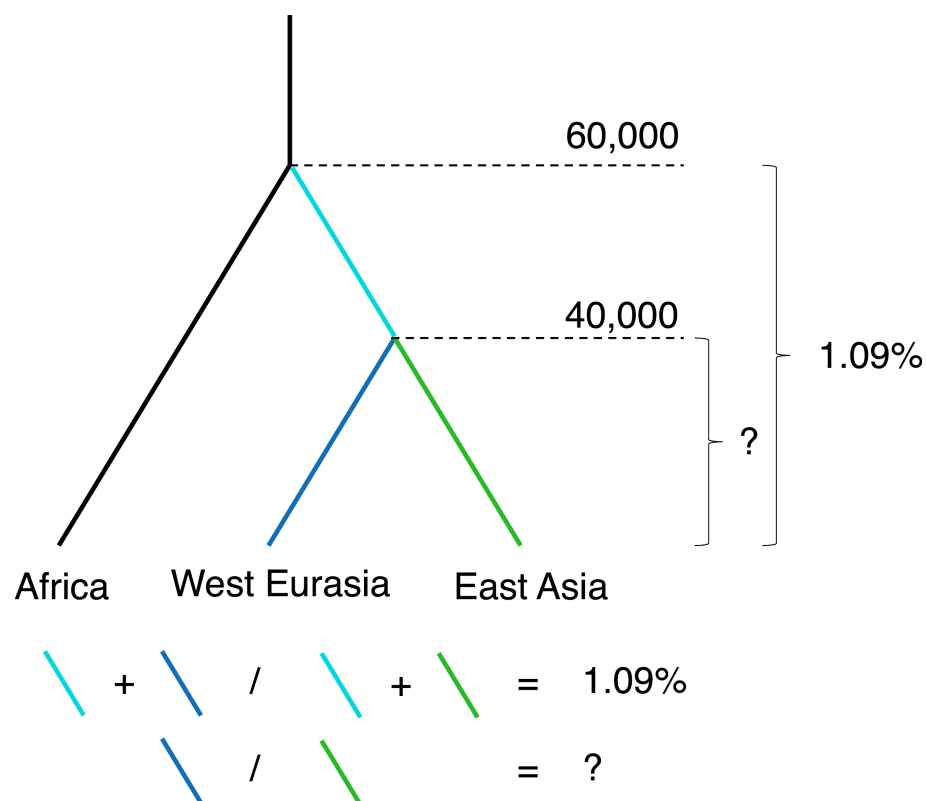 60,000
40,000
1.09%
?
Africa
West Eurasia
East Asia
+ / + = 1.09%
/ = ?